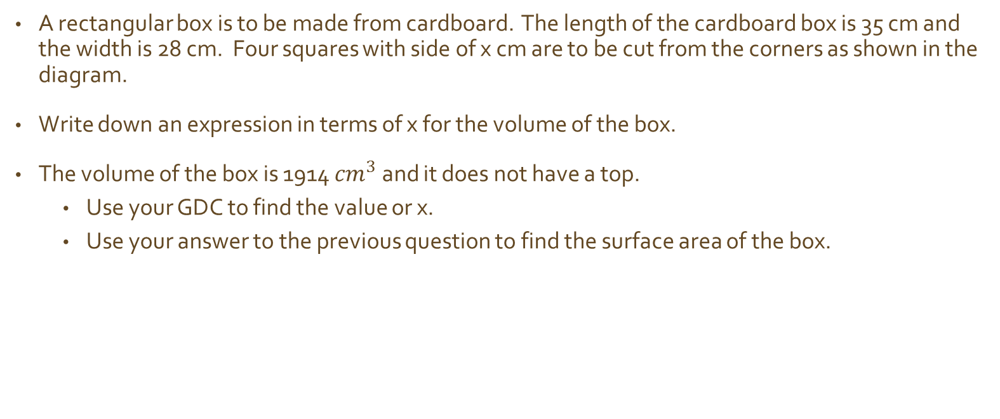 • A rectangular box is to be made from cardboard. The length of the cardboard box is 35 cm and
the width is 28 cm. Four squares with side of x cm are to be cut from the corners as shown in the
diagram.
• Write down an expression in terms of x for the volume of the box.
• The volume of the box is 1914 cm³ and it does not have a top.
• Use your GDC to find the value or x.
• Use your answer to the previous question to find the surface area of the box.